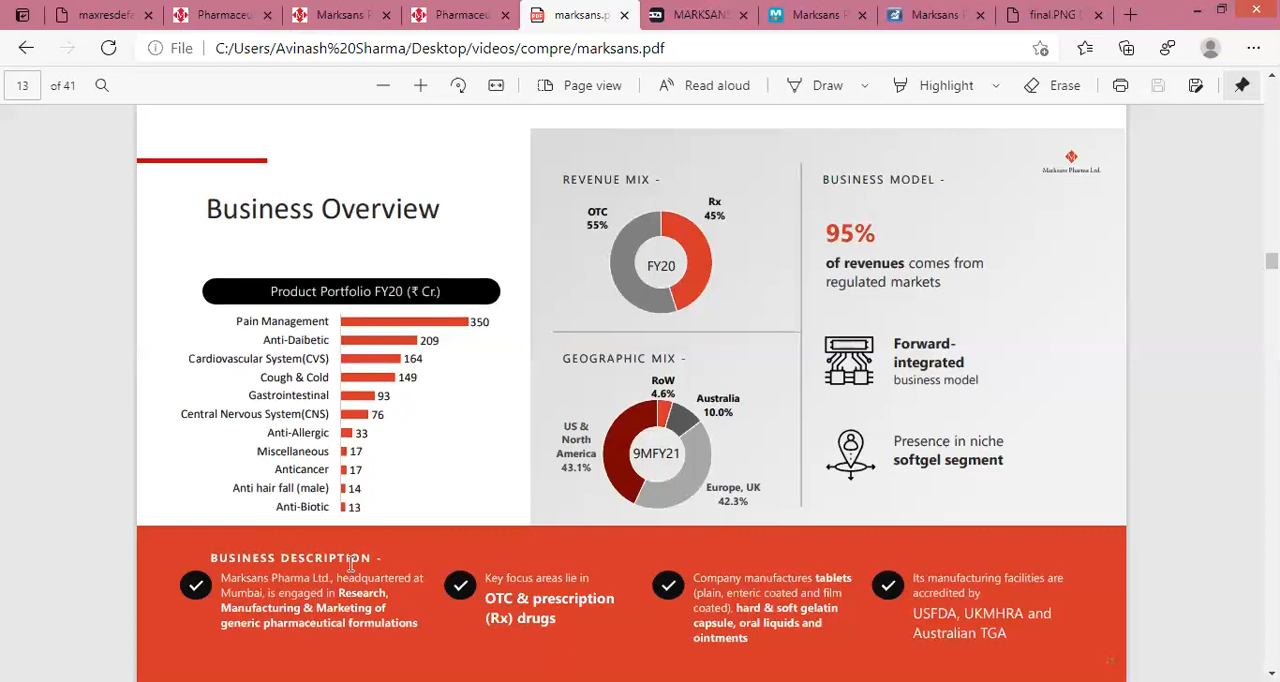 maxresdef
Pharmaceu
Marksans P
Pharmaceu
marksans.p
MARKSANS
Marksans P
Marksans P
final.PNG (
File
C:/Users/Avinash%20Sharma/Desktop/videos/compre/marksans.pdf
13 of 41
Page view
Read aloud
Draw
Highlight
Erase
Business Overview
Product Portfolio FY20 (₹ Cr.)
Pain Management 350
Anti-Daibetic 209
Cardiovascular System(CVS) 164
Cough & Cold 149
Gastrointestinal 93
Central Nervous System(CNS) 76
Anti-Allergic 33
Miscellaneous 17
Anticancer 17
Anti hair fall (male) 14
Anti-Biotic 13
REVENUE MIX -
OTC
55%
Rx
45%
FY20
GEOGRAPHIC MIX -
RoW
4.6%
Australia
10.0%
US &
North
America
43.1%
9MFY21
Europe, UK
42.3%
BUSINESS MODEL -
Marksans Pharma Ltd.
95%
of revenues comes from
regulated markets
Forward-
integrated
business model
Presence in niche
softgel segment
BUSINESS DESCRIPTION -
Marksans Pharma Ltd., headquartered at
Mumbai, is engaged in Research,
Manufacturing & Marketing of
generic pharmaceutical formulations
Key focus areas lie in
OTC & prescription
(Rx) drugs
Company manufactures tablets
(plain, enteric coated and film
coated), hard & soft gelatin
capsule, oral liquids and
ointments
Its manufacturing facilities are
accredited by
USFDA, UKMHRA and
Australian TGA